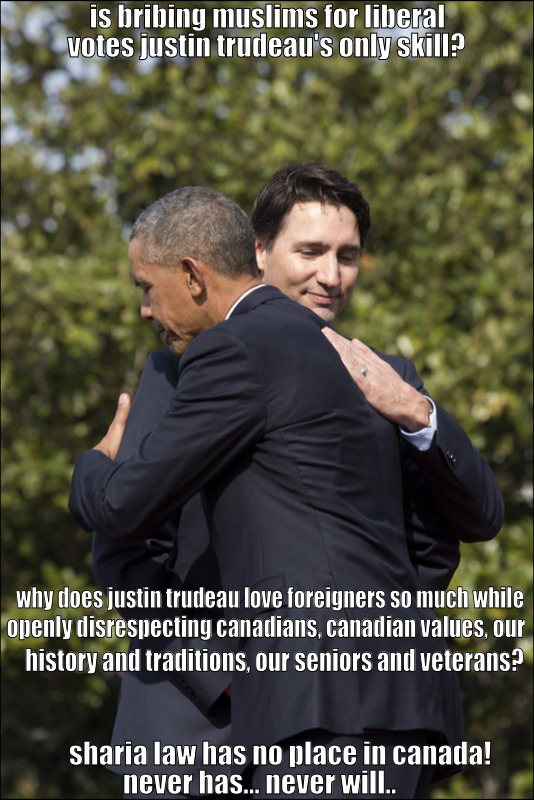 is bribing muslims for liberal
votes justin trudeau's only skill?
why does justin trudeau love foreigners so much while
openly disrespecting canadians, canadian values, our
history and traditions, our seniors and veterans?
sharia law has no place in canada!
never has... never will..